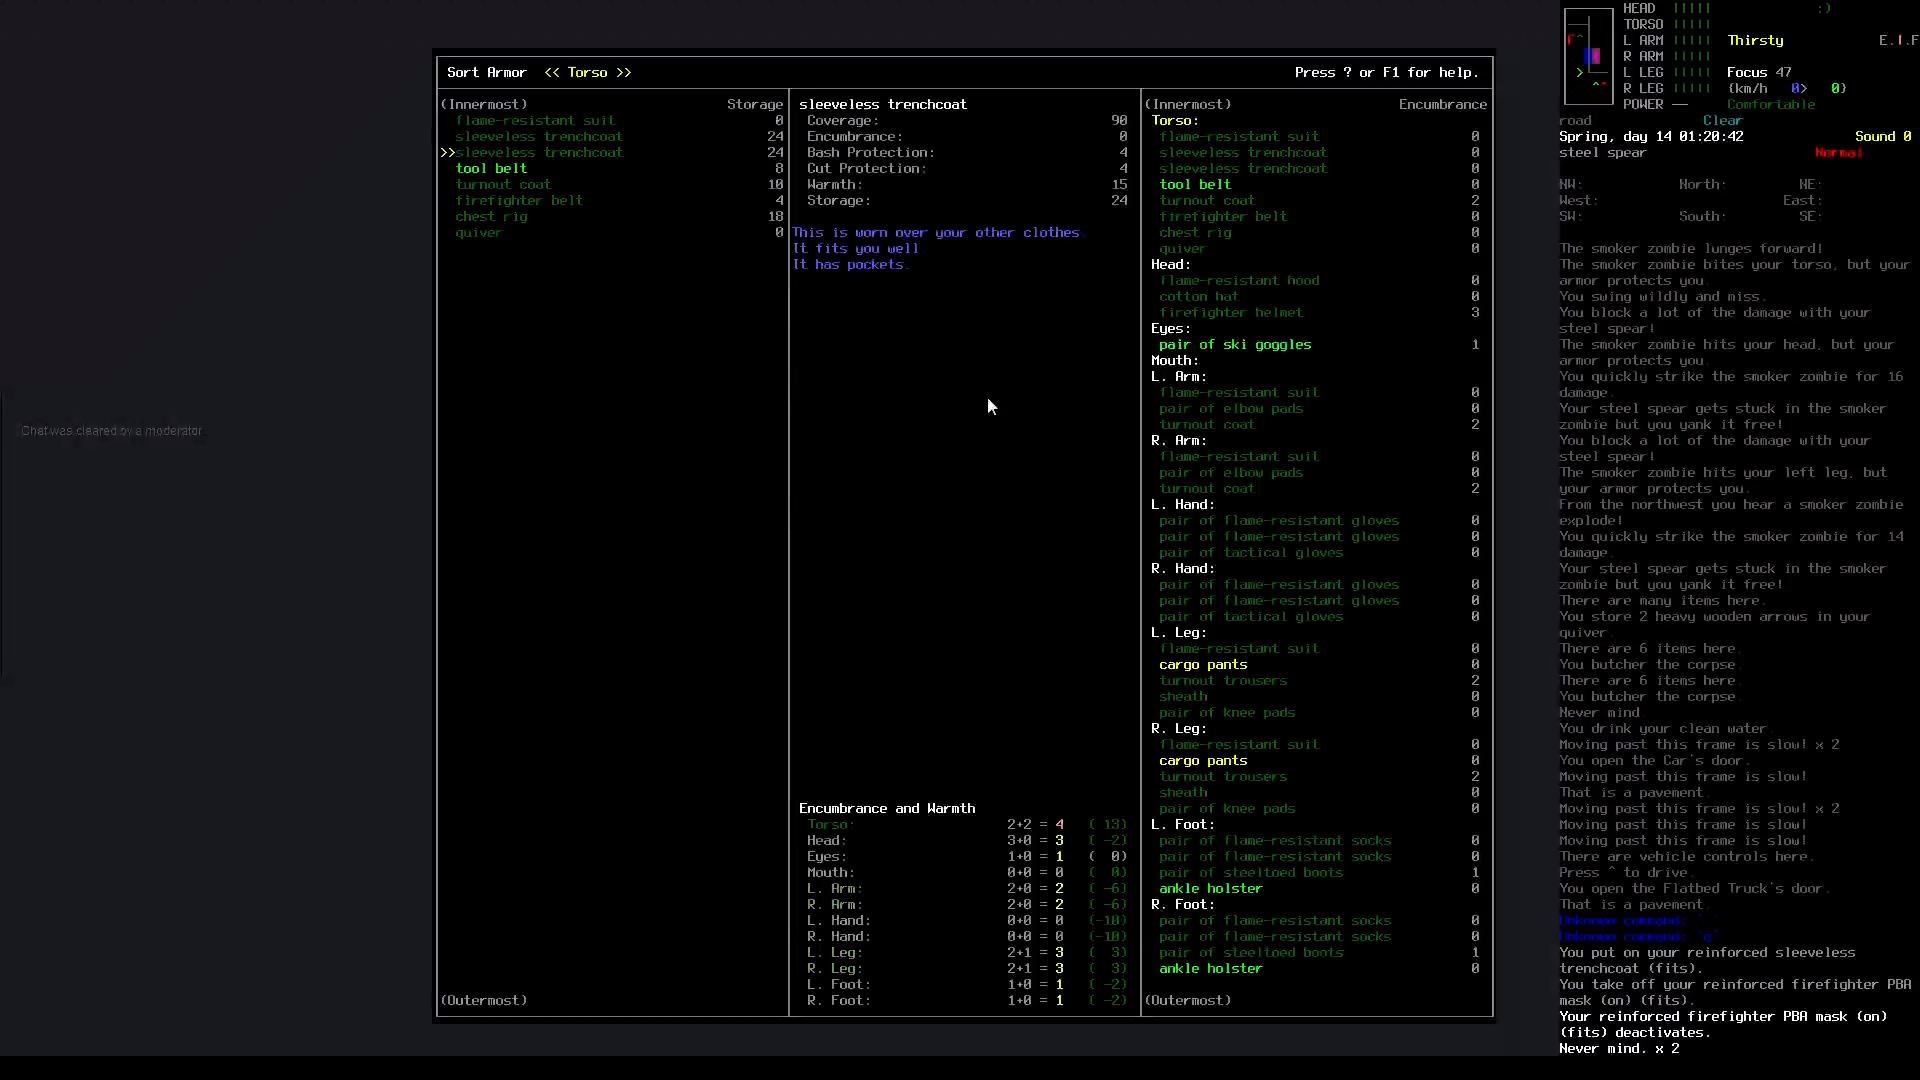 Sort Armor << Torso >> Press ? or F1 for help.
(Innermost) Storage
flame-resistant suit 0
sleeveless trenchcoat 24
>>sleeveless trenchcoat 24
tool belt 8
turnout coat 10
firefighter belt 4
chest rig 18
quiver 0
(Outermost)
sleeveless trenchcoat
Coverage: 90
Encumbrance: 0
Bash Protection: 4
Cut Protection: 4
Warmth: 15
Storage: 24
This is worn over your other clothes.
It fits you well
It has pockets.
Encumbrance and Warmth
Torso: 2+2 = 4 ( 13)
Head: 3+0 = 3 ( -2)
Eyes: 1+0 = 1 ( 0)
Mouth: 0+0 = 0 ( 0)
L. Arm: 2+0 = 2 ( -6)
R. Arm: 2+0 = 2 ( -6)
L. Hand: 0+0 = 0 (-10)
R. Hand: 0+0 = 0 (-10)
L. Leg: 2+1 = 3 ( 3)
R. Leg: 2+1 = 3 ( 3)
L. Foot: 1+0 = 1 ( -2)
R. Foot: 1+0 = 1 ( -2)
(Innermost) Encumbrance
Torso:
flame-resistant suit 0
sleeveless trenchcoat 0
sleeveless trenchcoat 0
tool belt 0
turnout coat 2
firefighter belt 0
chest rig 0
quiver 0
Head:
flame-resistant hood 0
cotton hat 0
firefighter helmet 3
Eyes:
pair of ski goggles 1
Mouth:
L. Arm:
flame-resistant suit 0
pair of elbow pads 0
turnout coat 2
R. Arm:
flame-resistant suit 0
pair of elbow pads 0
turnout coat 2
L. Hand:
pair of flame-resistant gloves 0
pair of flame-resistant gloves 0
pair of tactical gloves 0
R. Hand:
pair of flame-resistant gloves 0
pair of flame-resistant gloves 0
pair of tactical gloves 0
L. Leg:
flame-resistant suit 0
cargo pants 0
turnout trousers 2
sheath 0
pair of knee pads 0
R. Leg:
flame-resistant suit 0
cargo pants 0
turnout trousers 2
sheath 0
pair of knee pads 0
L. Foot:
pair of flame-resistant socks 0
pair of flame-resistant socks 0
pair of steeltoed boots 1
ankle holster 0
R. Foot:
pair of flame-resistant socks 0
pair of flame-resistant socks 0
pair of steeltoed boots 1
ankle holster 0
(Outermost)
Chat was cleared by a moderator
HEAD ||||| :)
TORSO |||||
L ARM ||||| Thirsty E.I.F
R ARM |||||
L LEG ||||| Focus 47
R LEG ||||| {km/h 0> 0}
POWER — Comfortable
road Clear
Spring, day 14 01:20:42 Sound 0
steel spear Normal
NW: North: NE:
West: East:
SW: South: SE:
The smoker zombie lunges forward!
The smoker zombie bites your torso, but your
armor protects you.
You swing wildly and miss.
You block a lot of the damage with your
steel spear!
The smoker zombie hits your head, but your
armor protects you.
You quickly strike the smoker zombie for 16
damage.
Your steel spear gets stuck in the smoker
zombie but you yank it free!
You block a lot of the damage with your
steel spear!
The smoker zombie hits your left leg, but
your armor protects you.
From the northwest you hear a smoker zombie
explode!
You quickly strike the smoker zombie for 14
damage.
Your steel spear gets stuck in the smoker
zombie but you yank it free!
There are many items here.
You store 2 heavy wooden arrows in your
quiver.
There are 6 items here.
You butcher the corpse.
There are 6 items here.
You butcher the corpse.
Never mind.
You drink your clean water.
Moving past this frame is slow! x 2
You open the Car's door.
Moving past this frame is slow!
That is a pavement.
Moving past this frame is slow! x 2
Moving past this frame is slow!
Moving past this frame is slow!
There are vehicle controls here.
Press ^ to drive.
You open the Flatbed Truck's door.
That is a pavement.
Unknown command:
Unknown command:
You put on your reinforced sleeveless
trenchcoat (fits).
You take off your reinforced firefighter PBA
mask (on) (fits).
Your reinforced firefighter PBA mask (on)
(fits) deactivates.
Never mind. x 2